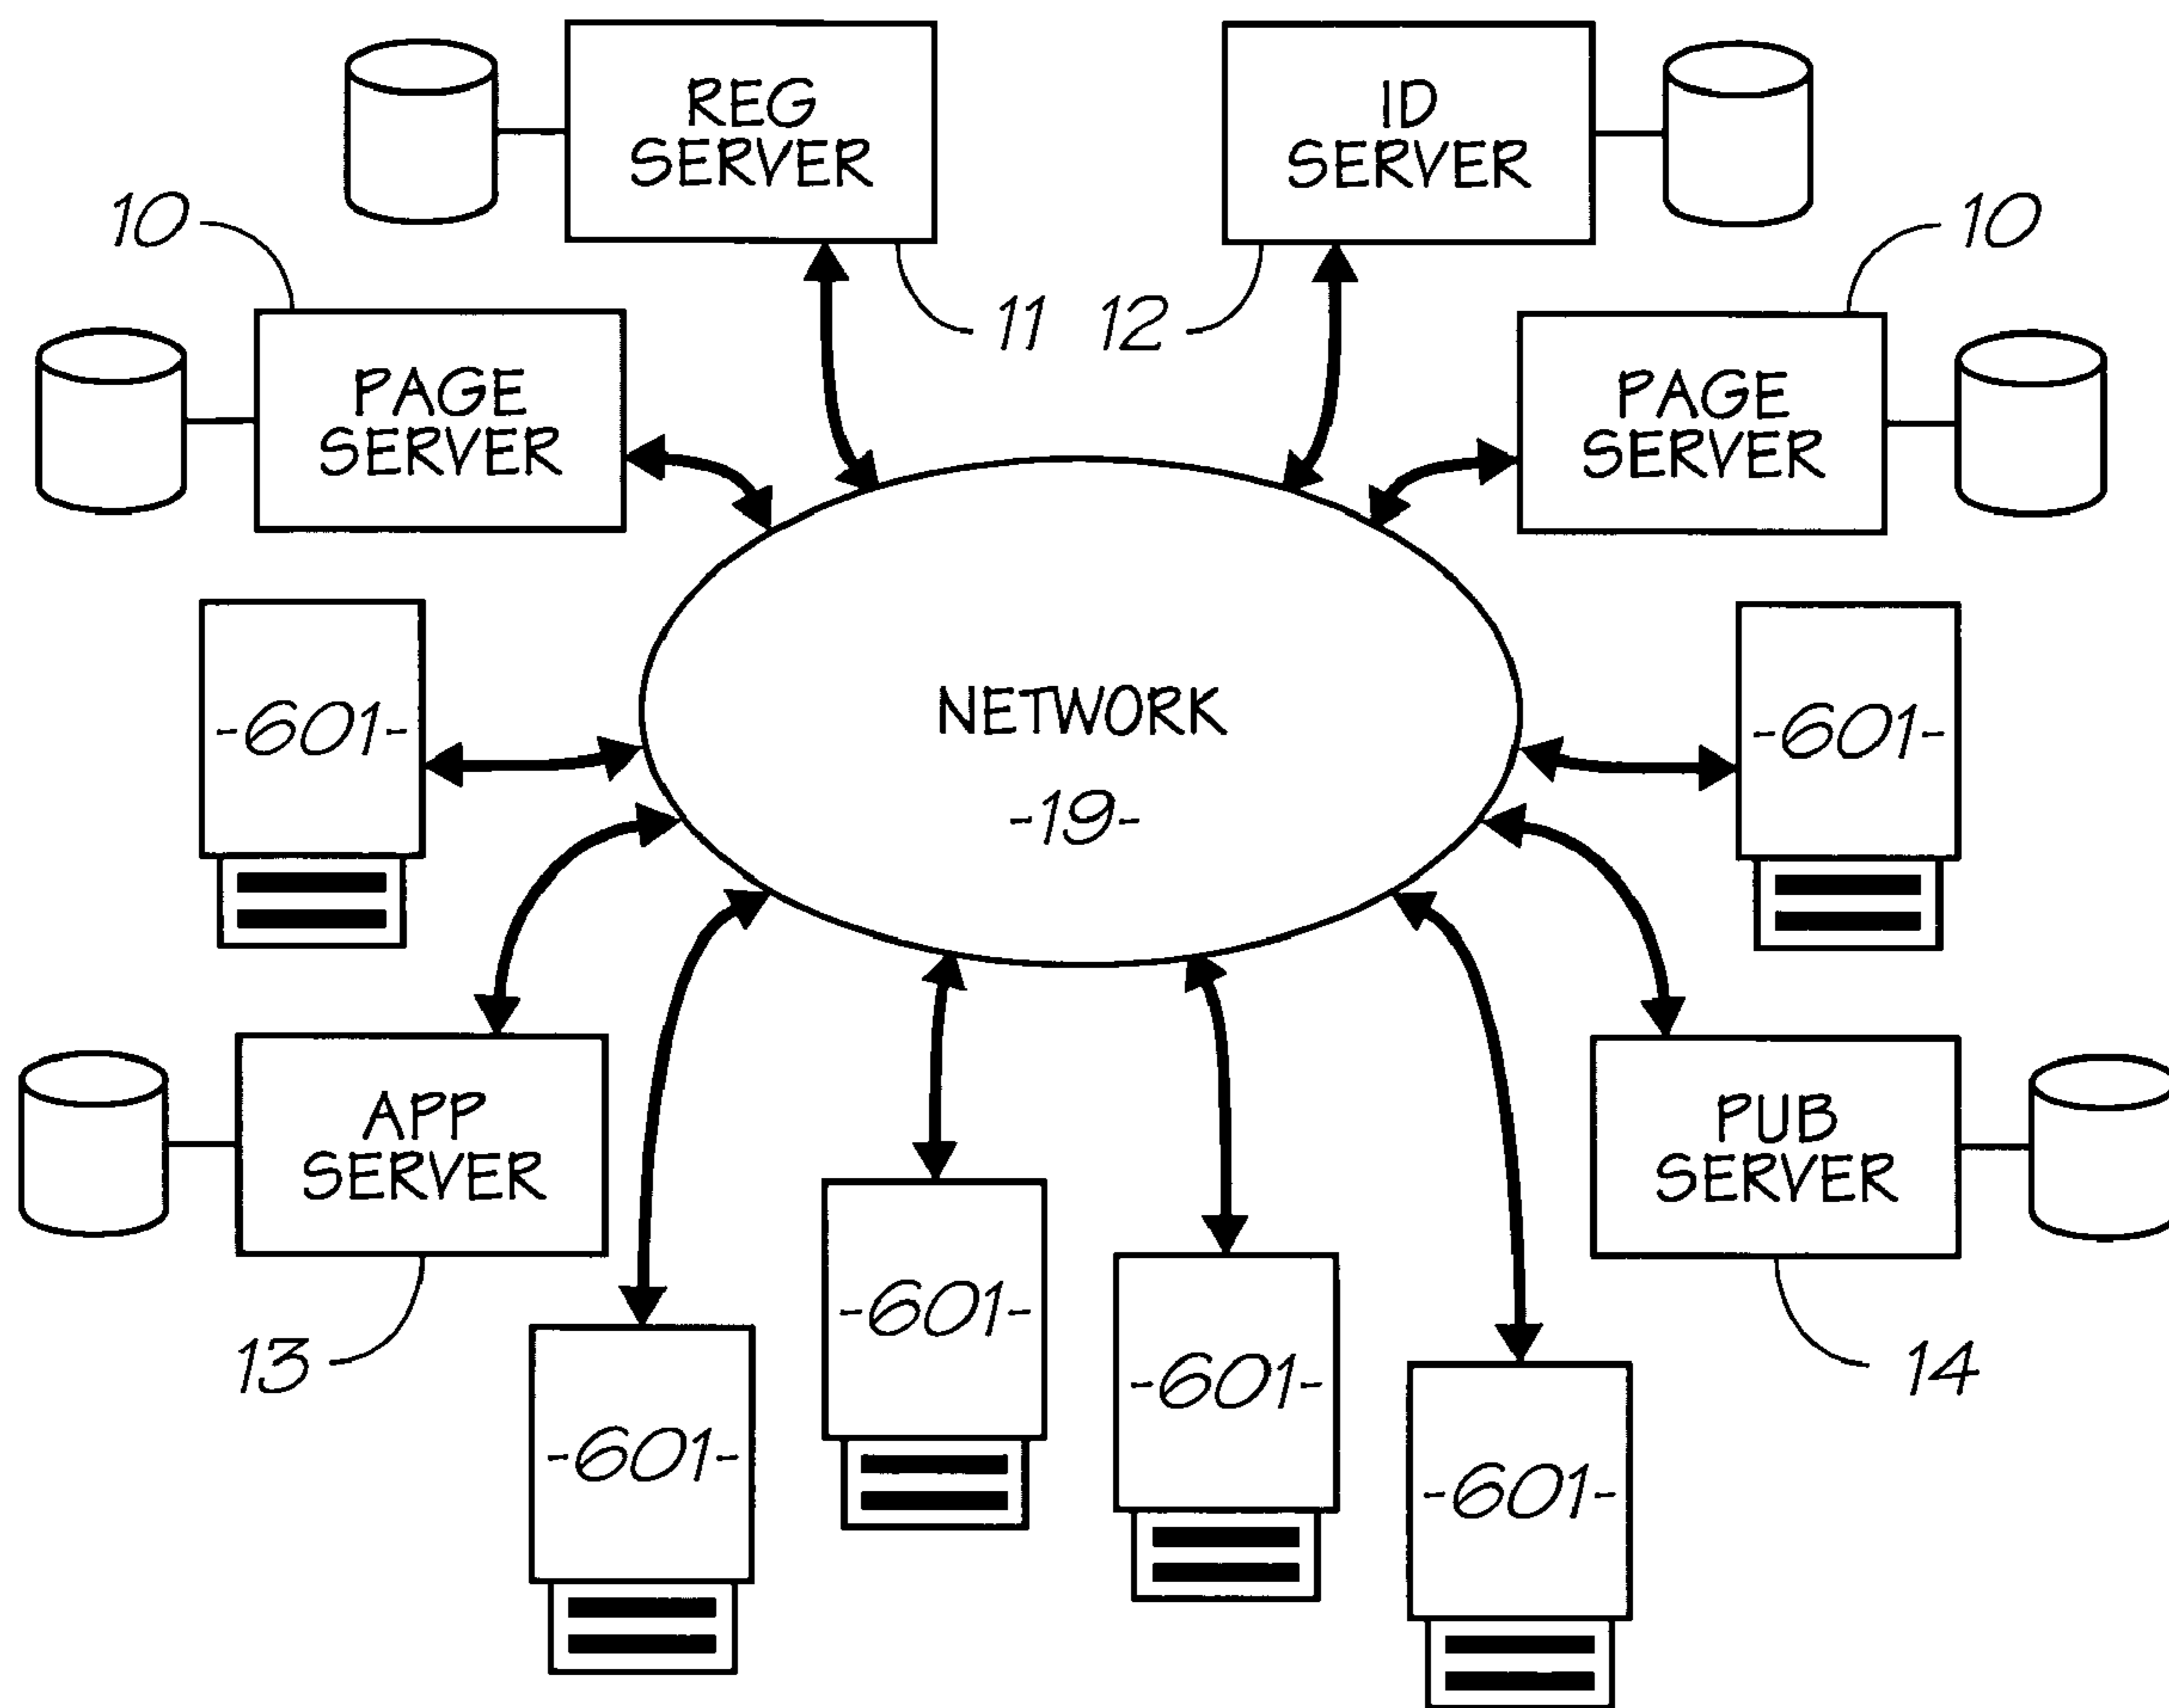 REG
SERVER
ID
SERVER
10
10
11
12
PAGE
SERVER
PAGE
SERVER
-601-
NETWORK
-19-
-601-
APP
SERVER
PUB
SERVER
13
-601-
-601-
-601-
-601-
14